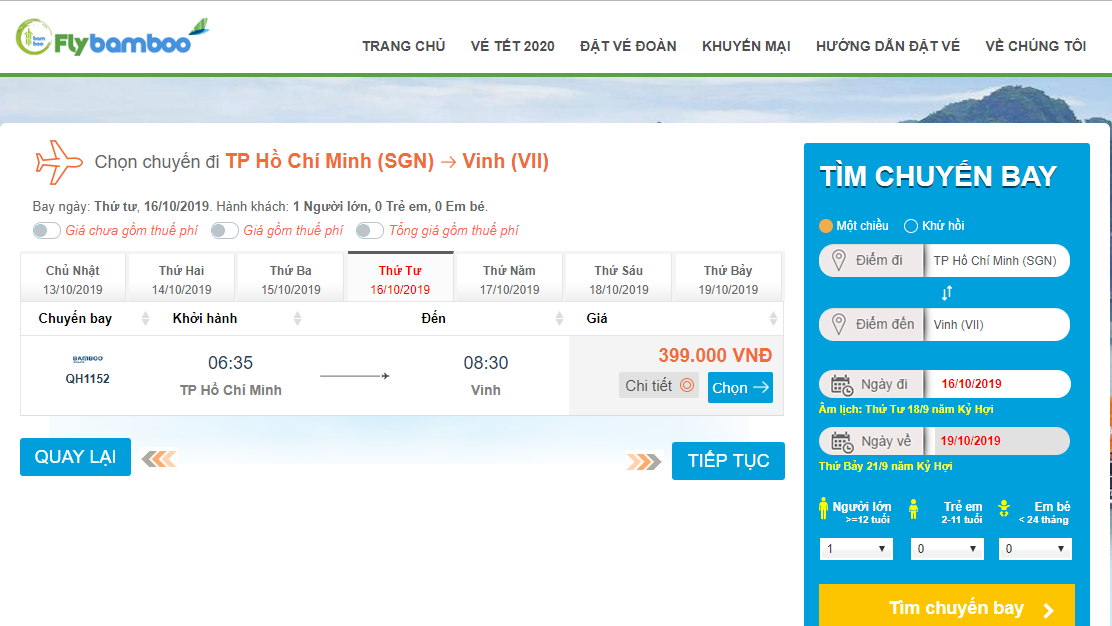 bam
boo
Flybamboo
TRANG CHỦ VÉ TẾT 2020 ĐẶT VÉ ĐOÀN KHUYẾN MẠI HƯỚNG DẪN ĐẶT VÉ VỀ CHÚNG TÔI
Chọn chuyến đi TP Hồ Chí Minh (SGN) → Vinh (VII)
Bay ngày: Thứ tư, 16/10/2019. Hành khách: 1 Người lớn, 0 Trẻ em, 0 Em bé.
Giá chưa gồm thuế phí Giá gồm thuế phí Tổng giá gồm thuế phí
Chủ Nhật Thứ Hai Thứ Ba Thứ Tư Thứ Năm Thứ Sáu Thứ Bảy
13/10/2019 14/10/2019 15/10/2019 16/10/2019 17/10/2019 18/10/2019 19/10/2019
Chuyến bay Khởi hành Đến Giá
BAMBOO
QH1152
06:35
TP Hồ Chí Minh
08:30
Vinh
399.000 VNĐ
Chi tiết Chọn →
QUAY LẠI TIẾP TỤC
TÌM CHUYẾN BAY
Một chiều Khứ hồi
Điểm đi TP Hồ Chí Minh (SGN)
Điểm đến Vinh (VII)
Ngày đi 16/10/2019
Âm lịch: Thứ Tư 18/9 năm Kỷ Hợi
Ngày về 19/10/2019
Thứ Bảy 21/9 năm Kỷ Hợi
Người lớn Trẻ em Em bé
>=12 tuổi 2-11 tuổi < 24 tháng
1 0 0
Tìm chuyến bay